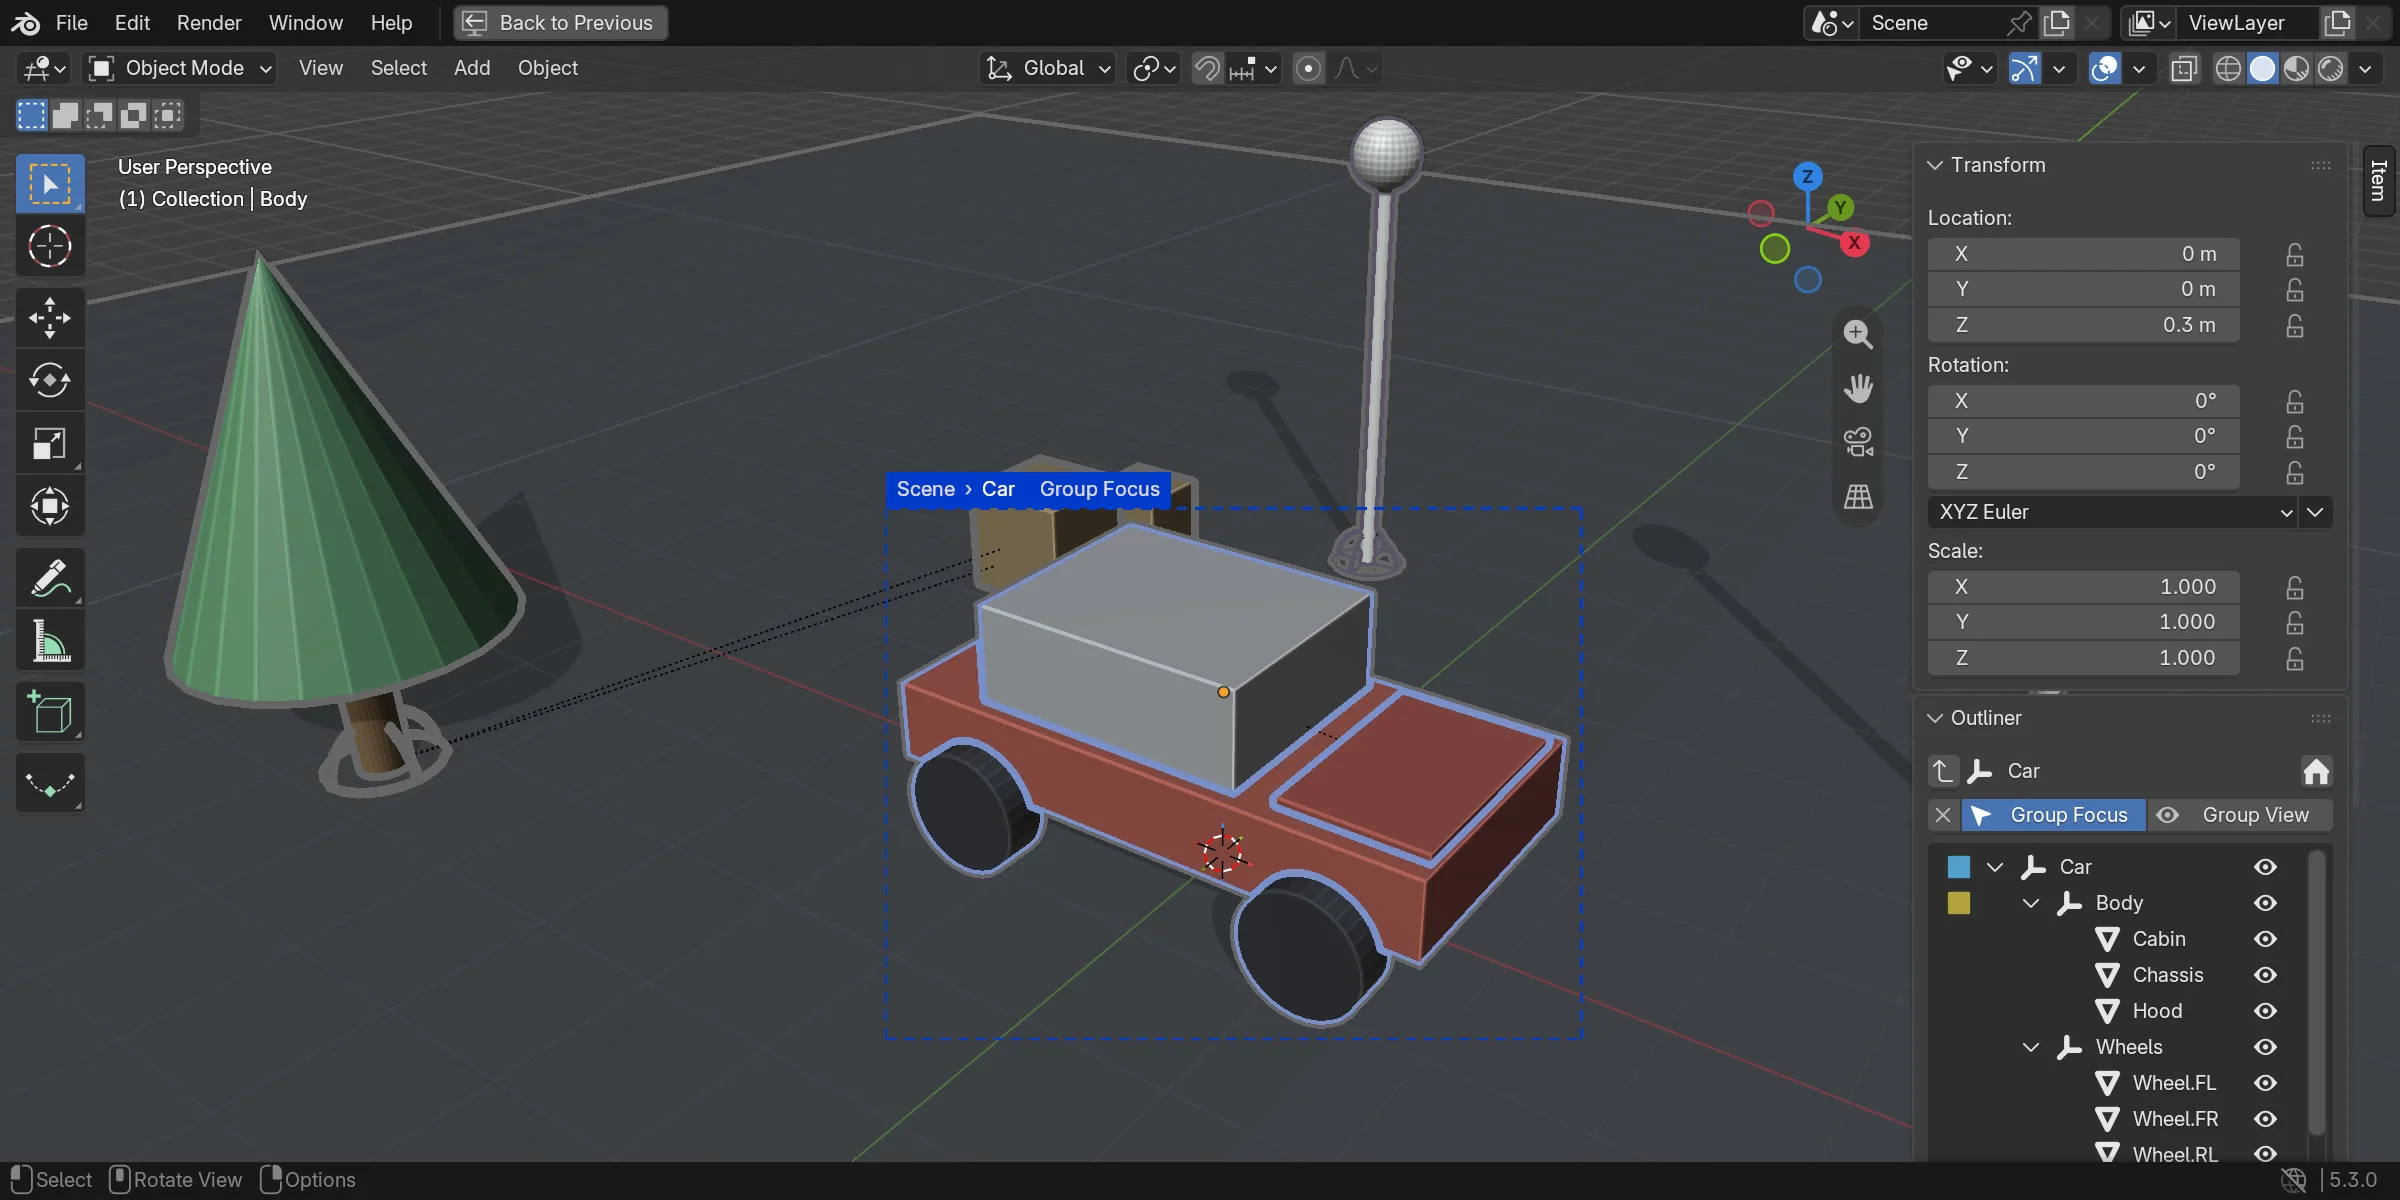 File Edit Render Window Help Back to Previous Scene ViewLayer
Object Mode View Select Add Object Global
User Perspective
(1) Collection | Body
Z
Y
X
Scene › Car Group Focus
Item
Transform
Location:
X 0 m
Y 0 m
Z 0.3 m
Rotation:
X 0°
Y 0°
Z 0°
XYZ Euler
Scale:
X 1.000
Y 1.000
Z 1.000
Outliner
Car
Group Focus Group View
Car
Body
Cabin
Chassis
Hood
Wheels
Wheel.FL
Wheel.FR
Wheel.RL
Select Rotate View Options 5.3.0